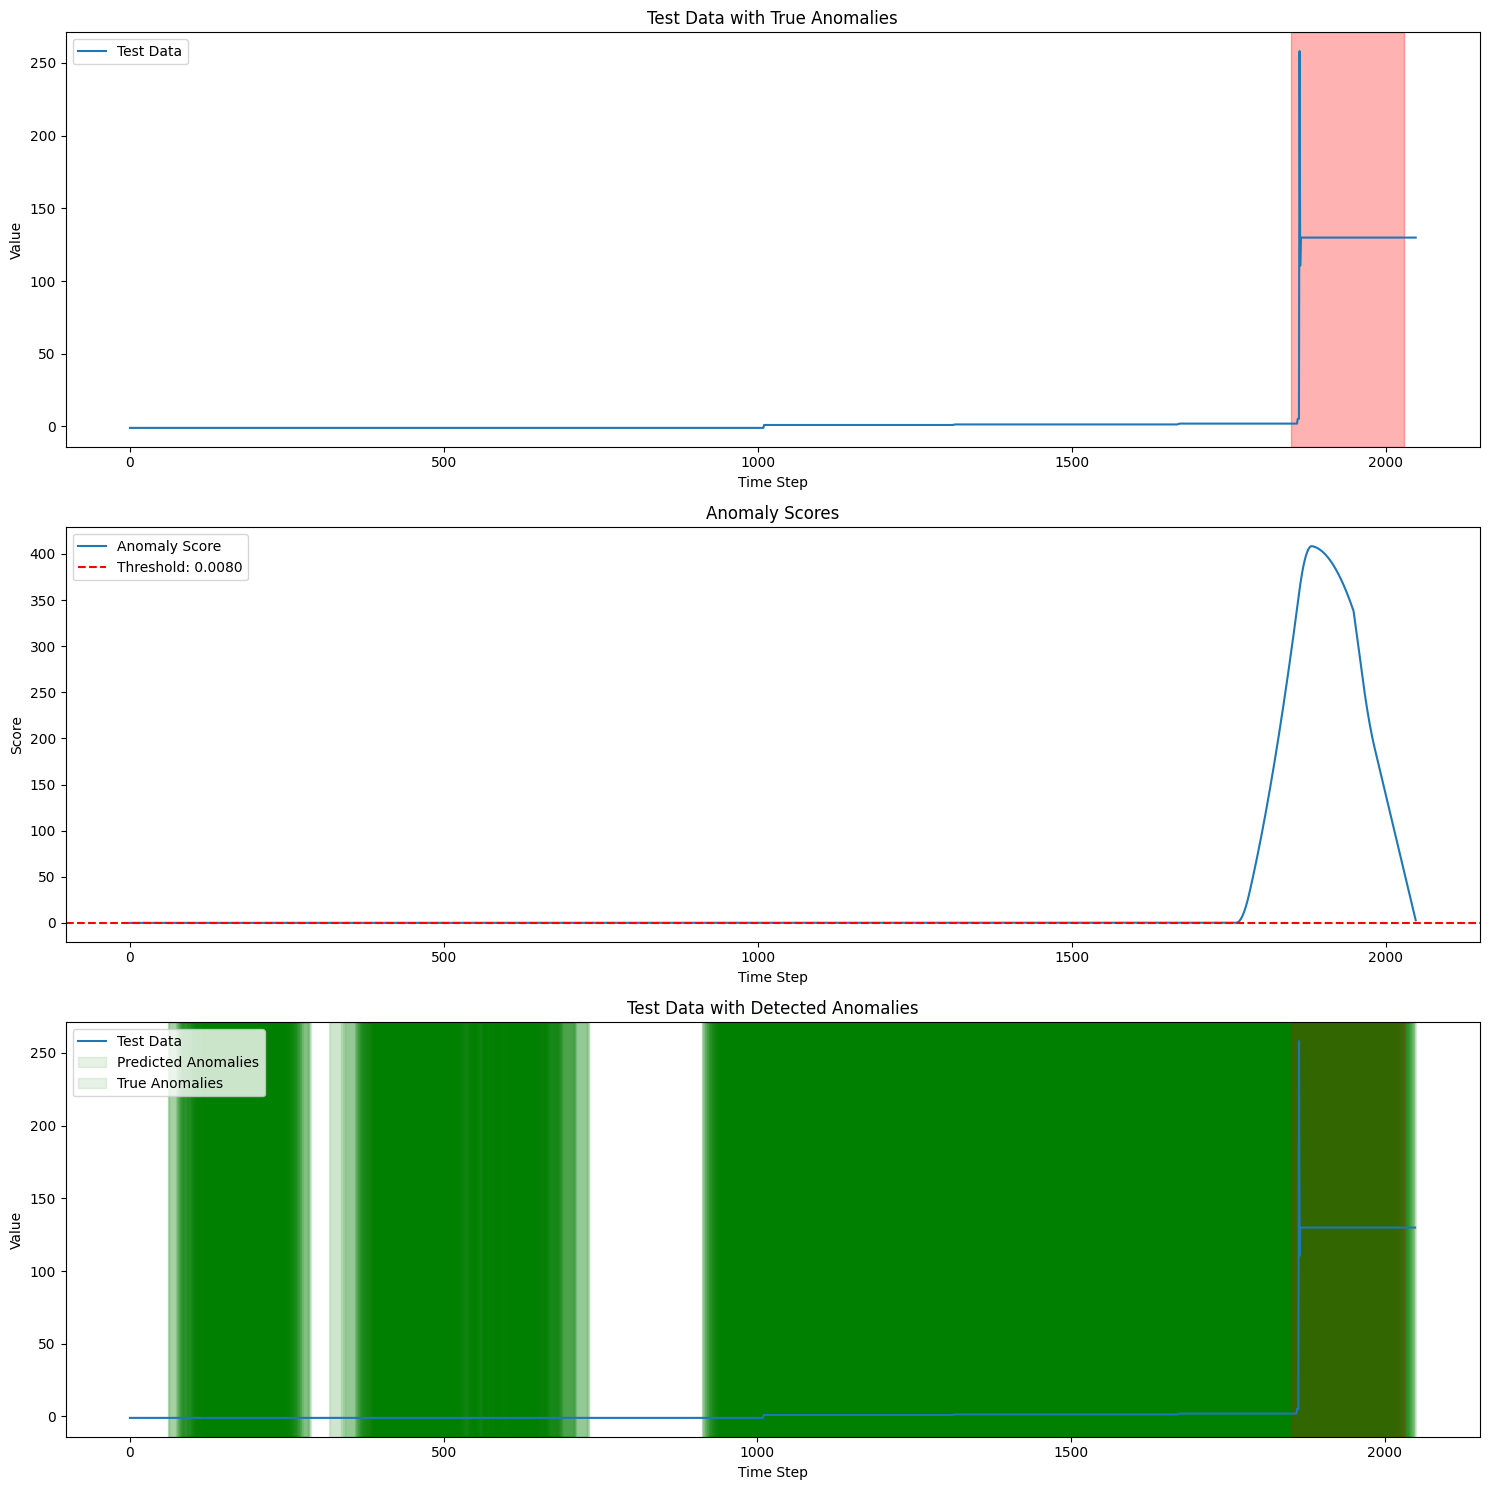 Test Data with True Anomalies
Test Data
250
200
150
100
50
0
Value
0 500 1000 1500 2000
Time Step
Anomaly Scores
Anomaly Score
Threshold: 0.0080
400
350
300
250
200
150
100
50
0
Score
0 500 1000 1500 2000
Time Step
Test Data with Detected Anomalies
Test Data
Predicted Anomalies
True Anomalies
250
200
150
100
50
0
Value
0 500 1000 1500 2000
Time Step